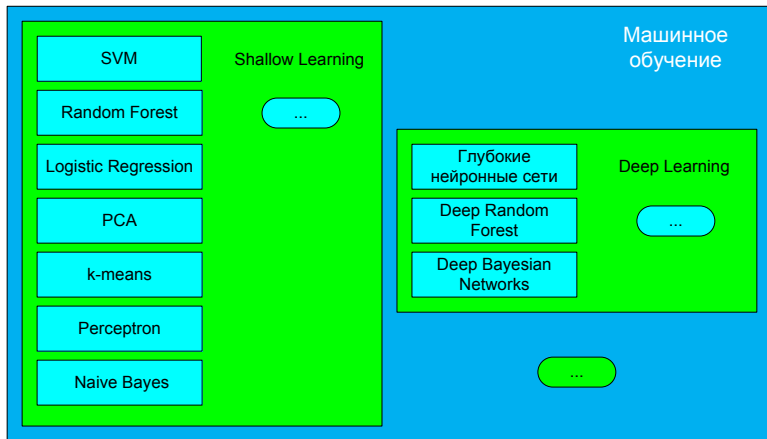 SVM
Random Forest
Logistic Regression
PCA
k-means
Perceptron
Naive Bayes
Shallow Learning
...
Машинное
обучение
Глубокие
нейронные сети
Deep Random
Forest
Deep Bayesian
Networks
Deep Learning
...
...